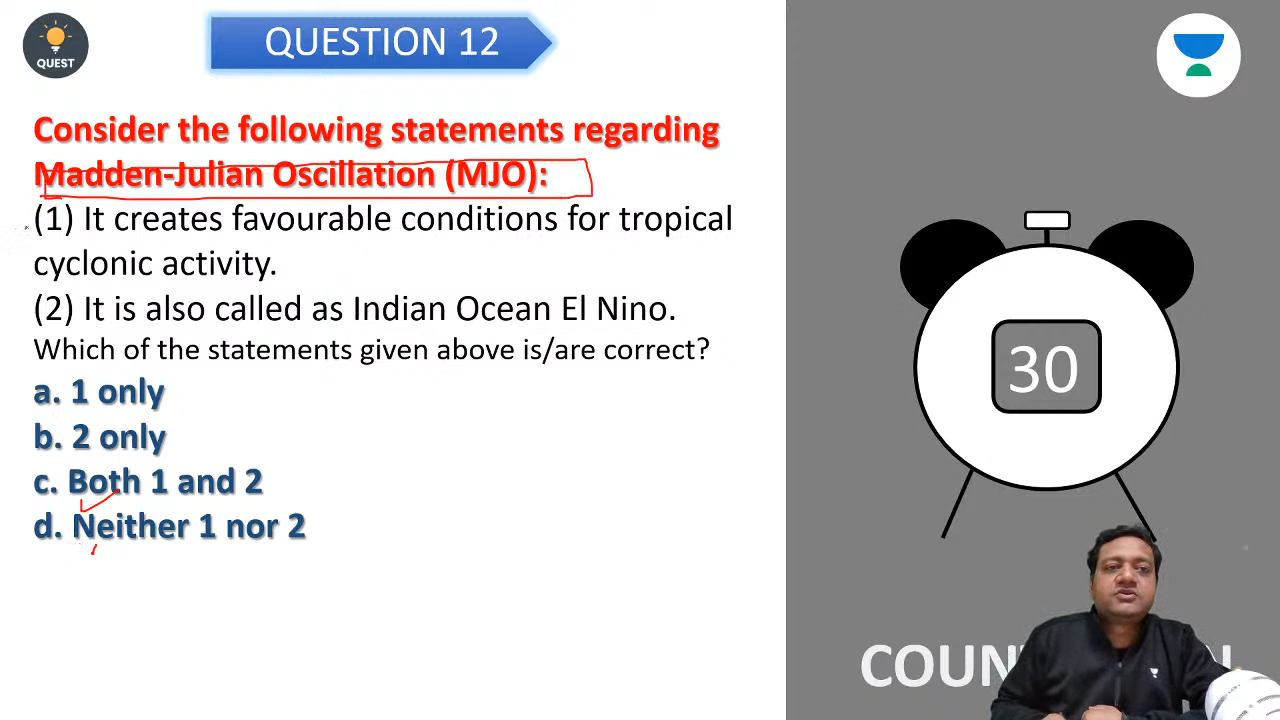 QUEST
QUESTION 12
Consider the following statements regarding
Madden-Julian Oscillation (MJO):
(1) It creates favourable conditions for tropical
cyclonic activity.
(2) It is also called as Indian Ocean El Nino.
Which of the statements given above is/are correct?
a. 1 only
b. 2 only
c. Both 1 and 2
d. Neither 1 nor 2
30